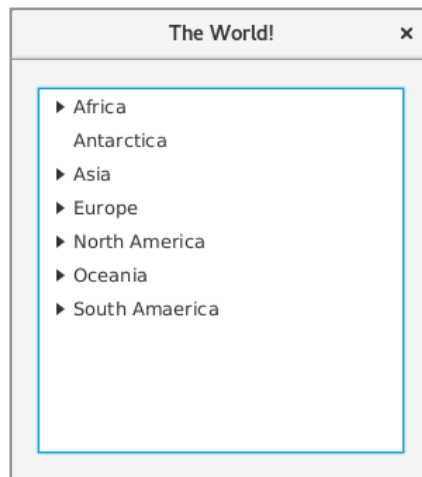 The World!
Africa
Antarctica
Asia
Europe
North America
Oceania
South Amaerica